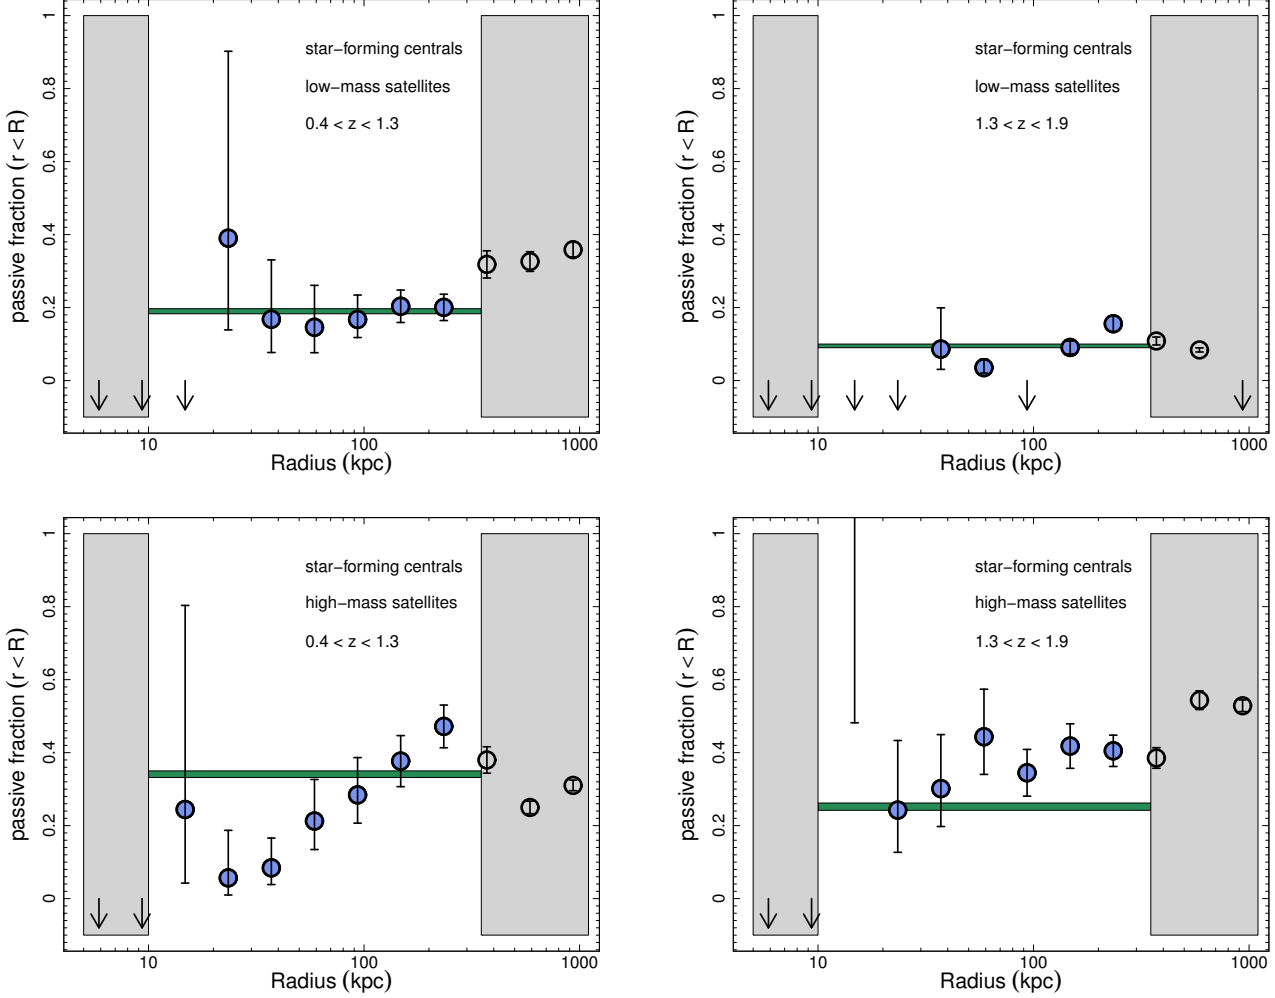 star−forming centrals
low−mass satellites
0.4 < z < 1.3
passive fraction (r < R)
0 0.2 0.4 0.6 0.8 1
10 100 1000
Radius (kpc)
star−forming centrals
low−mass satellites
1.3 < z < 1.9
passive fraction (r < R)
0 0.2 0.4 0.6 0.8 1
10 100 1000
Radius (kpc)
star−forming centrals
high−mass satellites
0.4 < z < 1.3
passive fraction (r < R)
0 0.2 0.4 0.6 0.8 1
10 100 1000
Radius (kpc)
star−forming centrals
high−mass satellites
1.3 < z < 1.9
passive fraction (r < R)
0 0.2 0.4 0.6 0.8 1
10 100 1000
Radius (kpc)